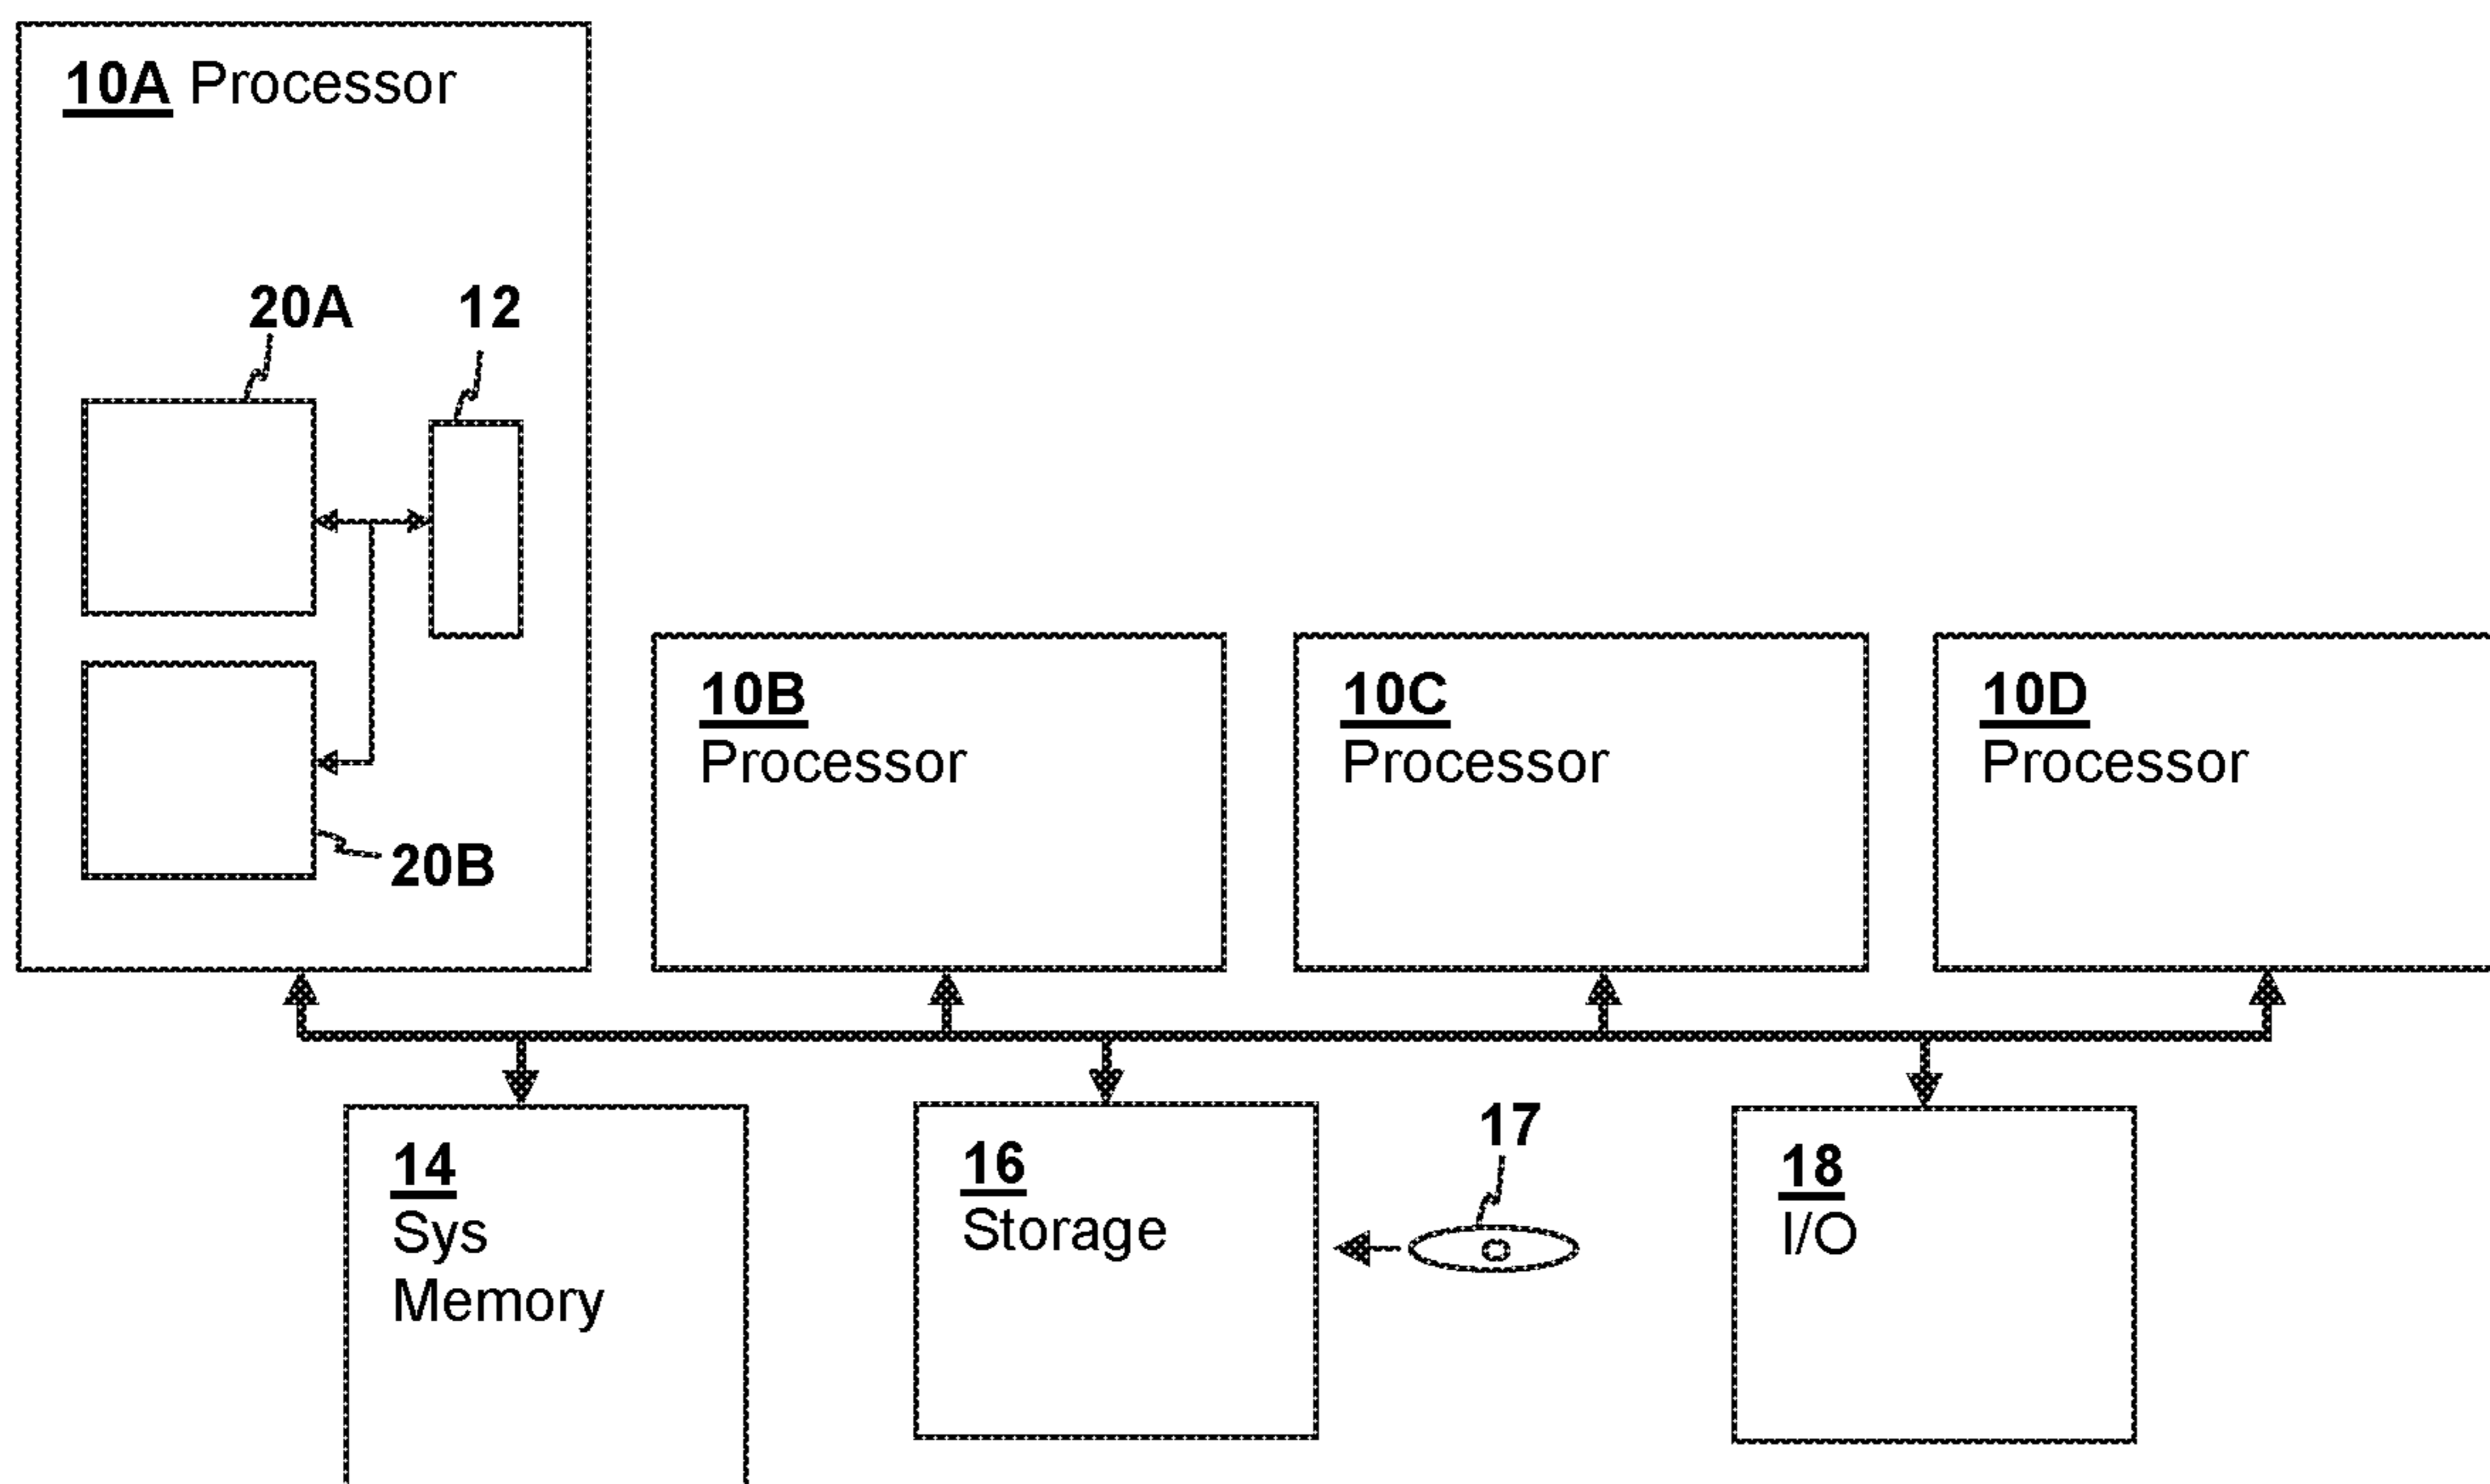 10A Processor
20A
12
20B
10B
Processor
10C
Processor
10D
Processor
14
Sys
Memory
16
Storage
17
18
I/O